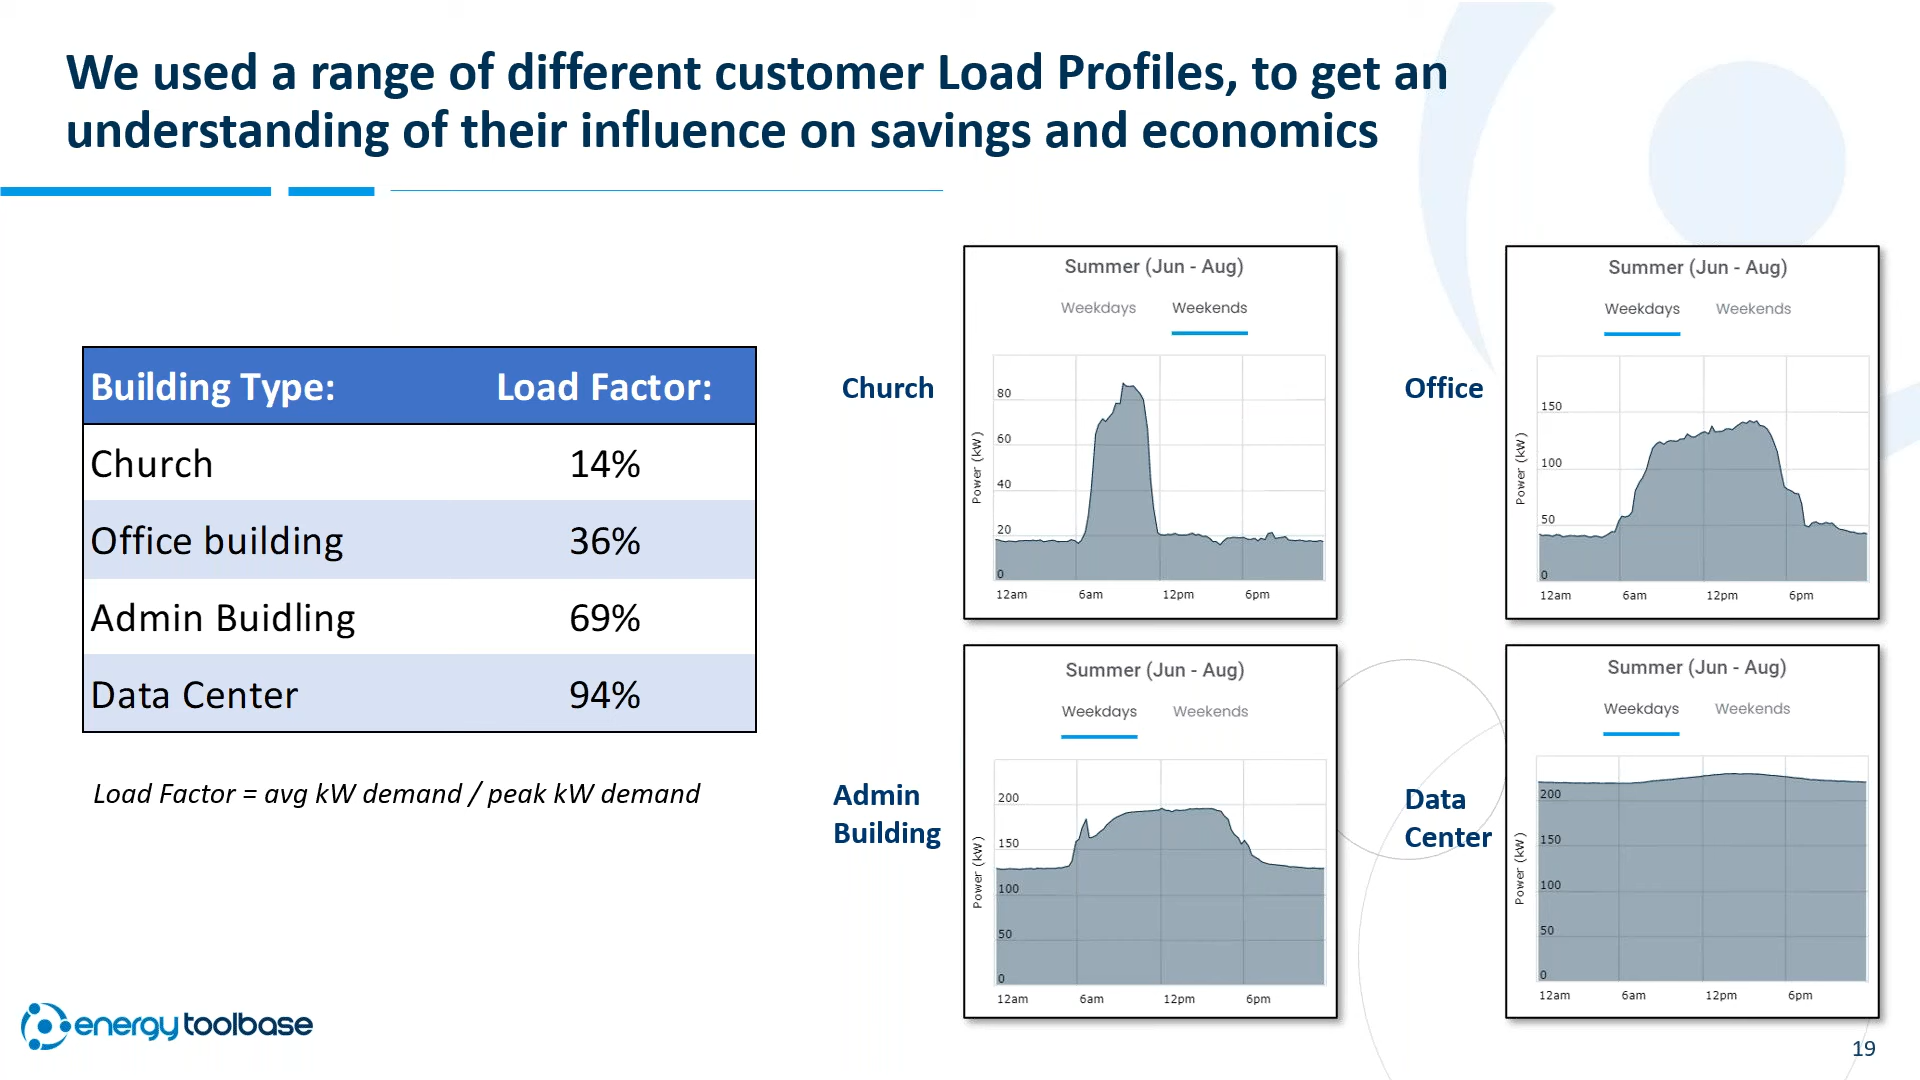 We used a range of different customer Load Profiles, to get an
understanding of their influence on savings and economics
Building Type: Load Factor:
Church 14%
Office building 36%
Admin Buidling 69%
Data Center 94%
Load Factor = avg kW demand / peak kW demand
Church
Summer (Jun - Aug)
Weekdays Weekends
Power (kW)
80
60
40
20
0
12am 6am 12pm 6pm
Office
Summer (Jun - Aug)
Weekdays Weekends
Power (kW)
150
100
50
0
12am 6am 12pm 6pm
Admin
Building
Summer (Jun - Aug)
Weekdays Weekends
Power (kW)
200
150
100
50
0
12am 6am 12pm 6pm
Data
Center
Summer (Jun - Aug)
Weekdays Weekends
Power (kW)
200
150
100
50
0
12am 6am 12pm 6pm
energy toolbase
19